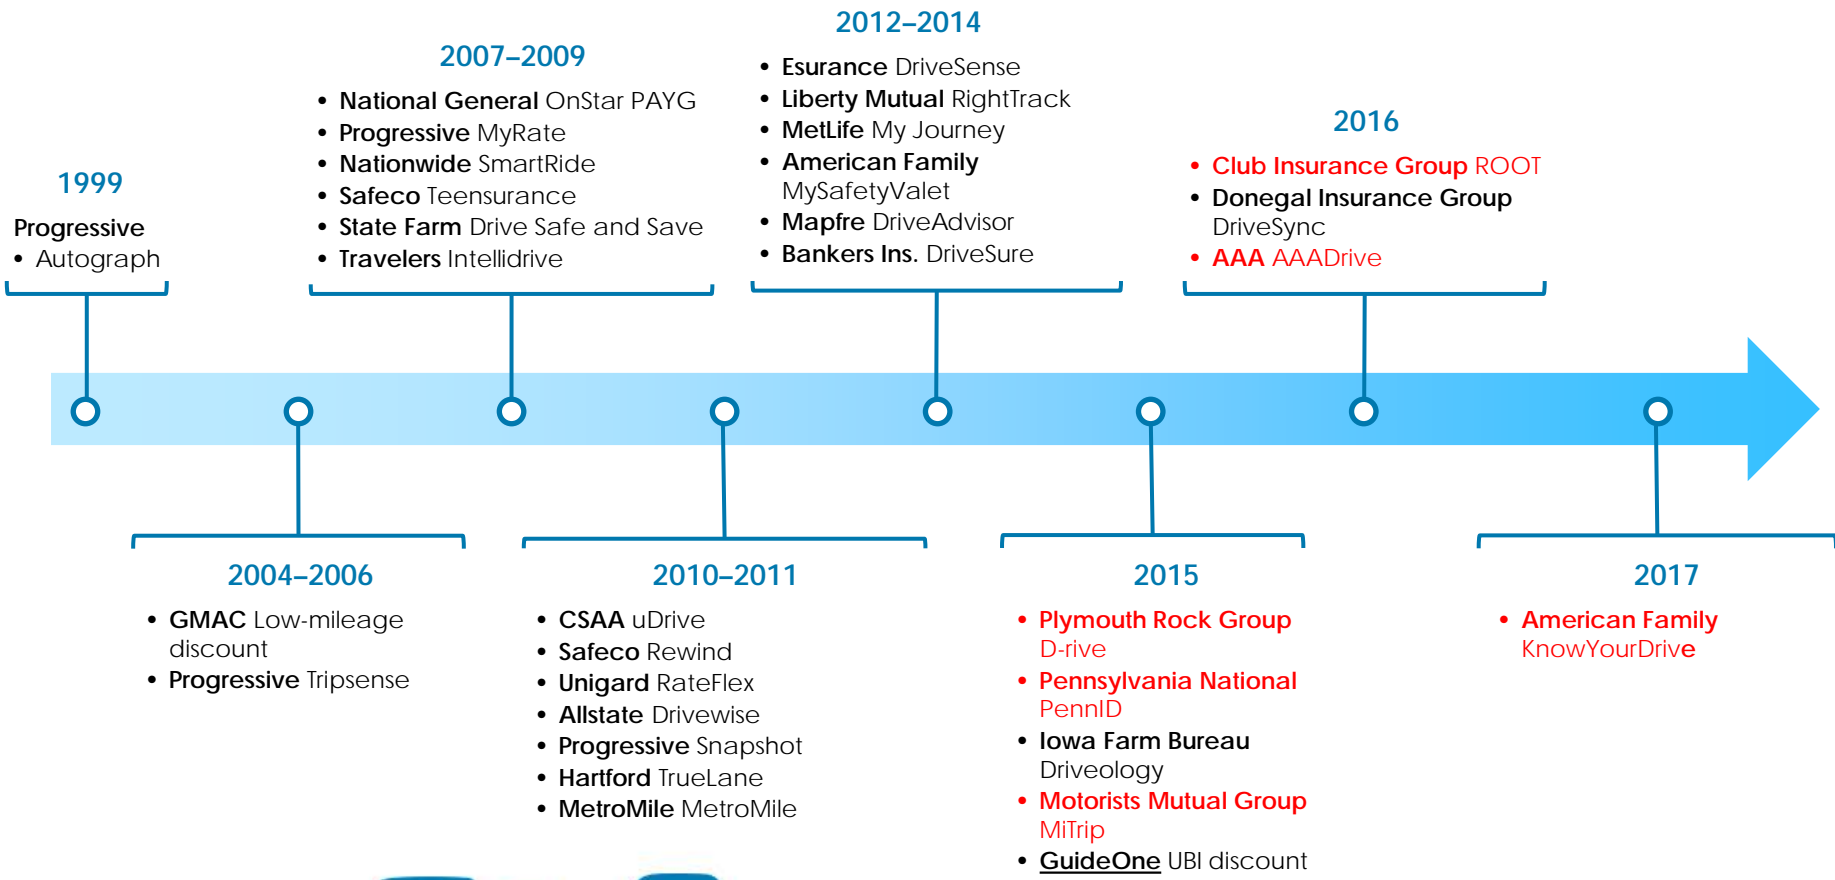 1999
Progressive
• Autograph
2004–2006
• GMAC Low-mileage
discount
• Progressive Tripsense
2007–2009
• National General OnStar PAYG
• Progressive MyRate
• Nationwide SmartRide
• Safeco Teensurance
• State Farm Drive Safe and Save
• Travelers Intellidrive
2010–2011
• CSAA uDrive
• Safeco Rewind
• Unigard RateFlex
• Allstate Drivewise
• Progressive Snapshot
• Hartford TrueLane
• MetroMile MetroMile
2012–2014
• Esurance DriveSense
• Liberty Mutual RightTrack
• MetLife My Journey
• American Family
MySafetyValet
• Mapfre DriveAdvisor
• Bankers Ins. DriveSure
2015
• Plymouth Rock Group
D-rive
• Pennsylvania National
PennID
• Iowa Farm Bureau
Driveology
• Motorists Mutual Group
MiTrip
• GuideOne UBI discount
2016
• Club Insurance Group ROOT
• Donegal Insurance Group
DriveSync
• AAA AAADrive
2017
• American Family
KnowYourDrive